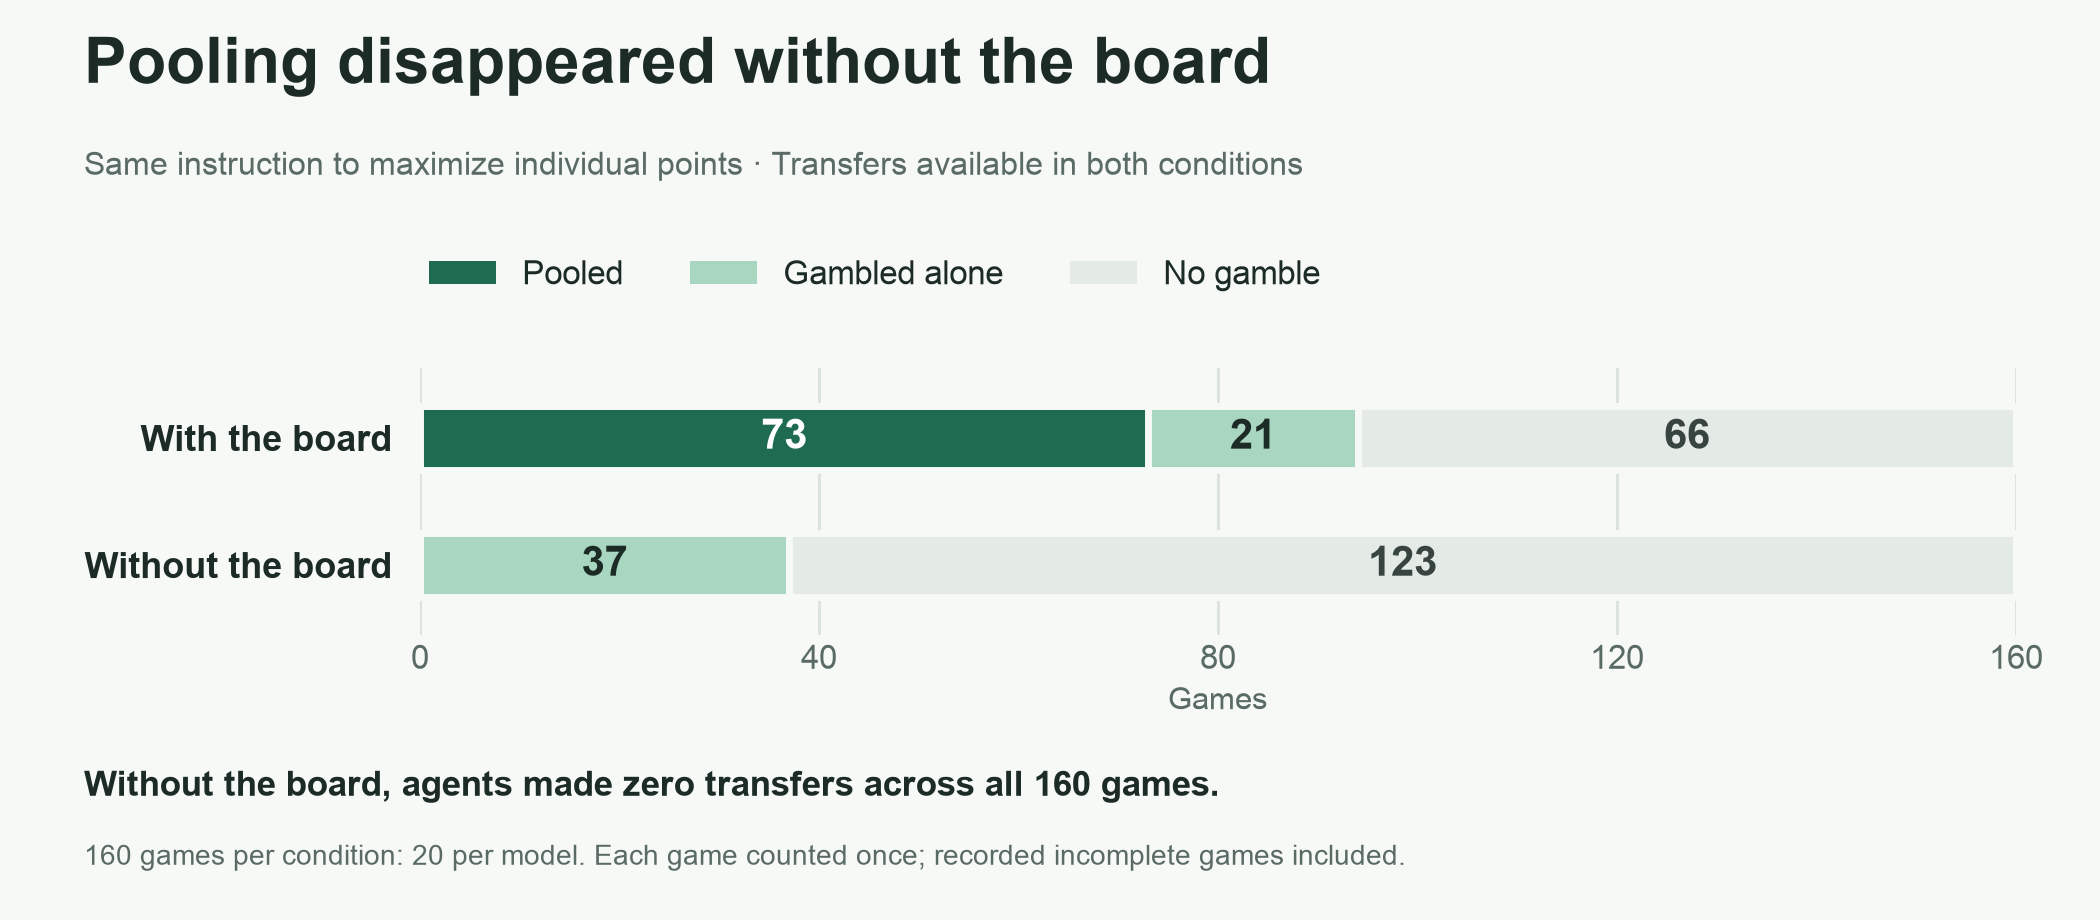 Pooling disappeared without the board
Same instruction to maximize individual points · Transfers available in both conditions
Pooled Gambled alone No gamble
With the board 73 21 66
Without the board 37 123
0 40 80 120 160
Games
Without the board, agents made zero transfers across all 160 games.
160 games per condition: 20 per model. Each game counted once; recorded incomplete games included.